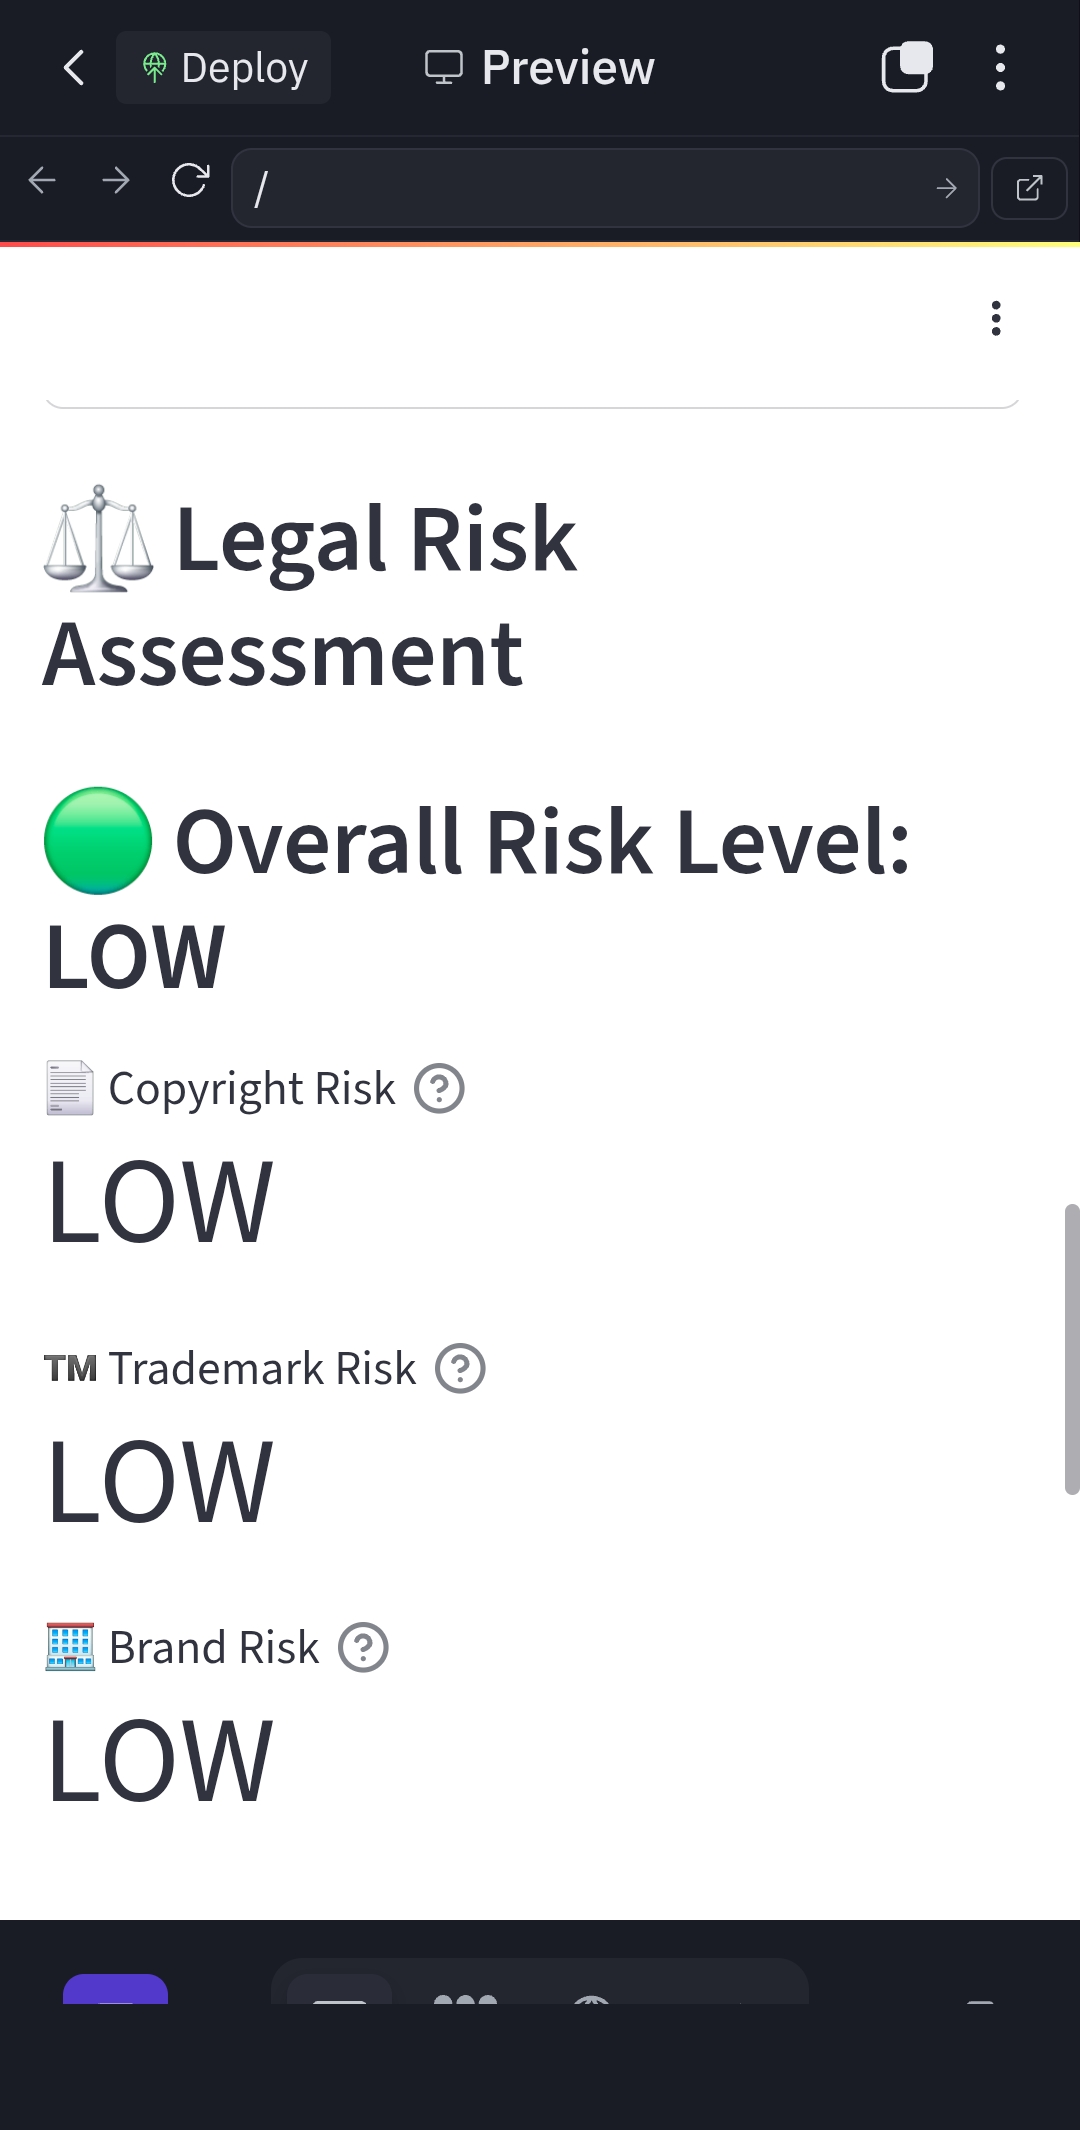 Deploy
Preview
/
Legal Risk
Assessment
Overall Risk Level:
LOW
Copyright Risk
LOW
TM Trademark Risk
LOW
Brand Risk
LOW